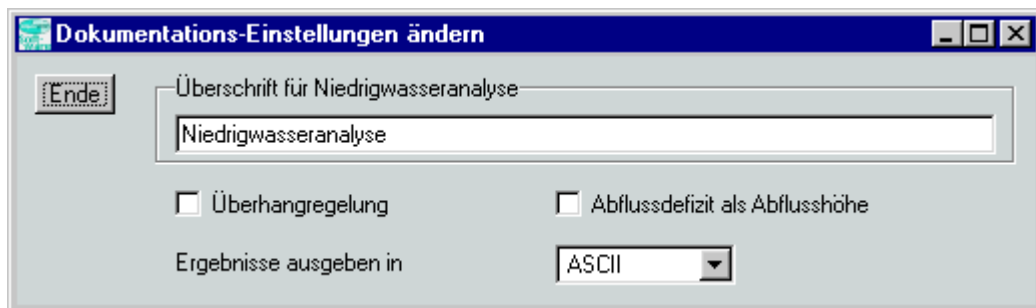 Dokumentations-Einstellungen ändern
Ende
Überschrift für Niedrigwasseranalyse
Niedrigwasseranalyse
Überhangregelung Abflussdefizit als Abflusshöhe
Ergebnisse ausgeben in ASCII